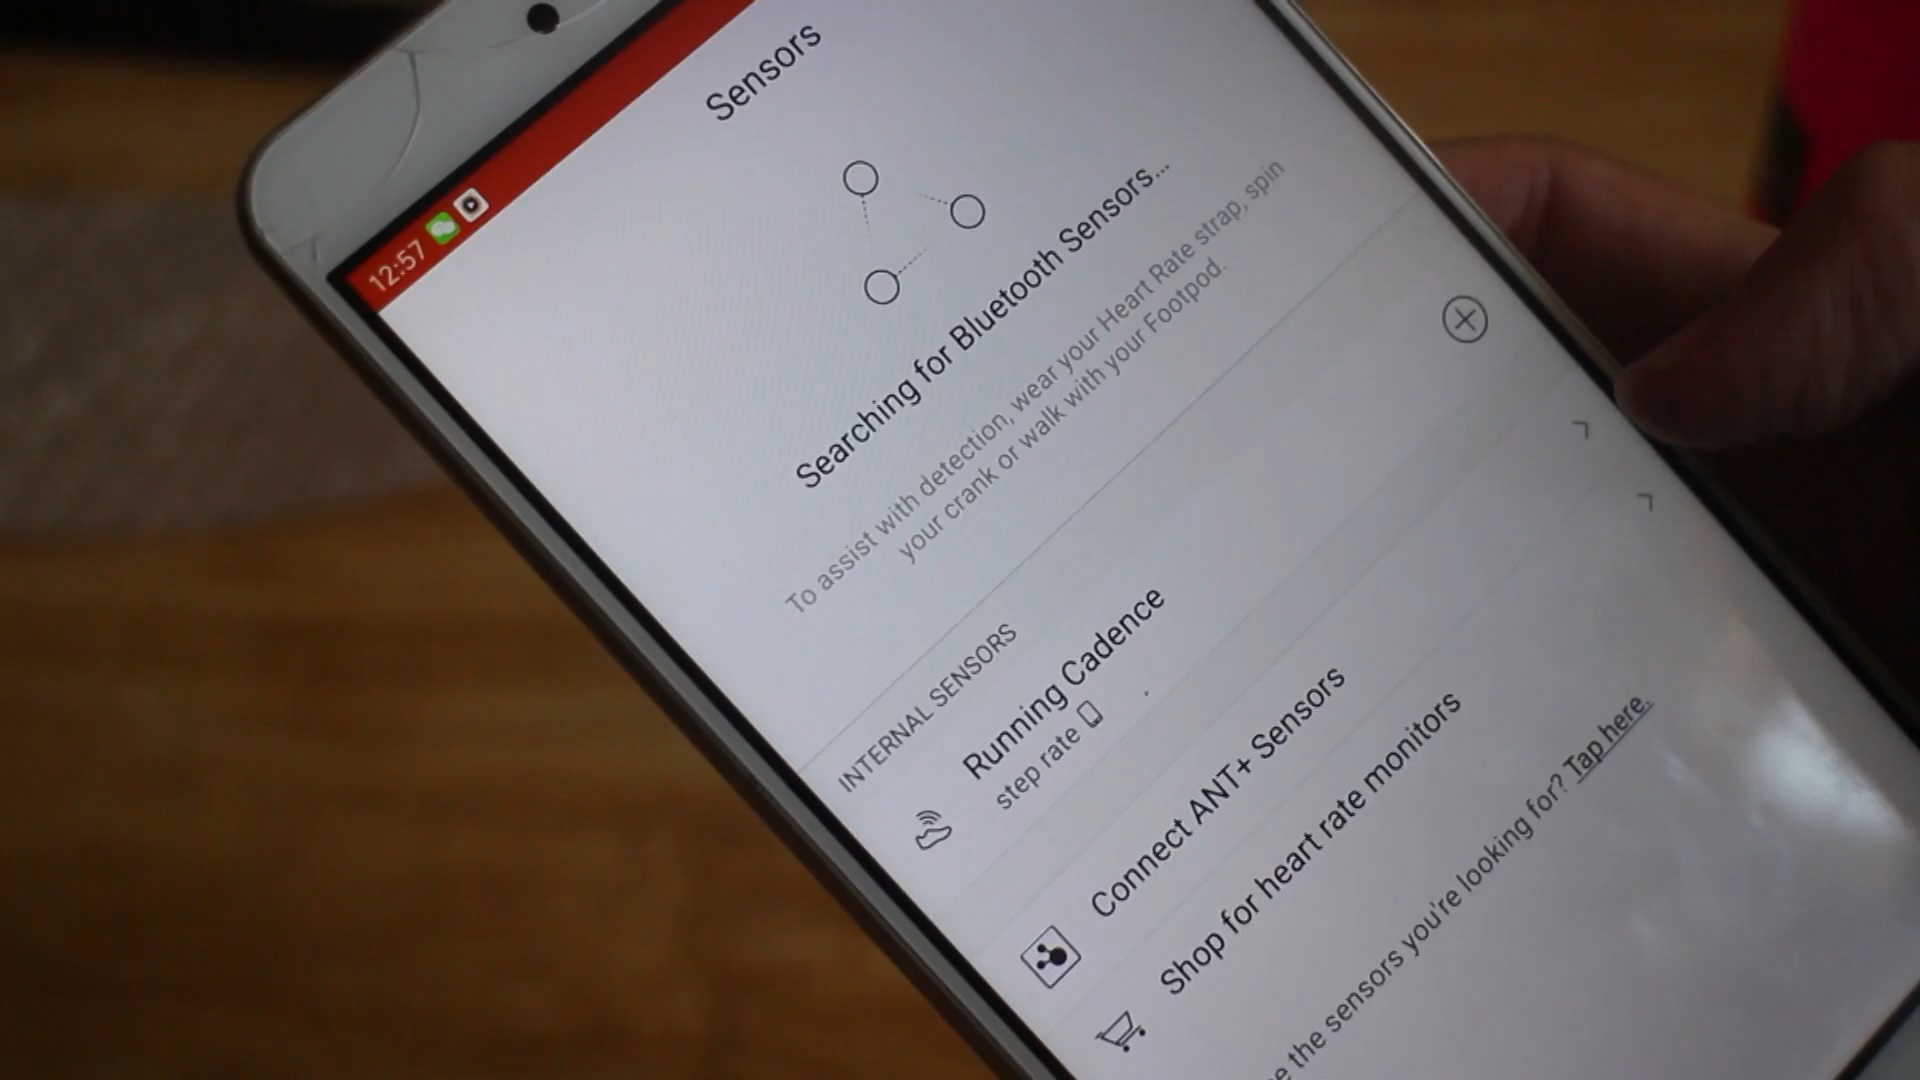 12:57
Sensors
Searching for Bluetooth Sensors...
To assist with detection, wear your Heart Rate strap, spin
your crank or walk with your Footpod.
INTERNAL SENSORS
Running Cadence
step rate
Connect ANT+ Sensors
Shop for heart rate monitors
the sensors you're looking for? Tap here.